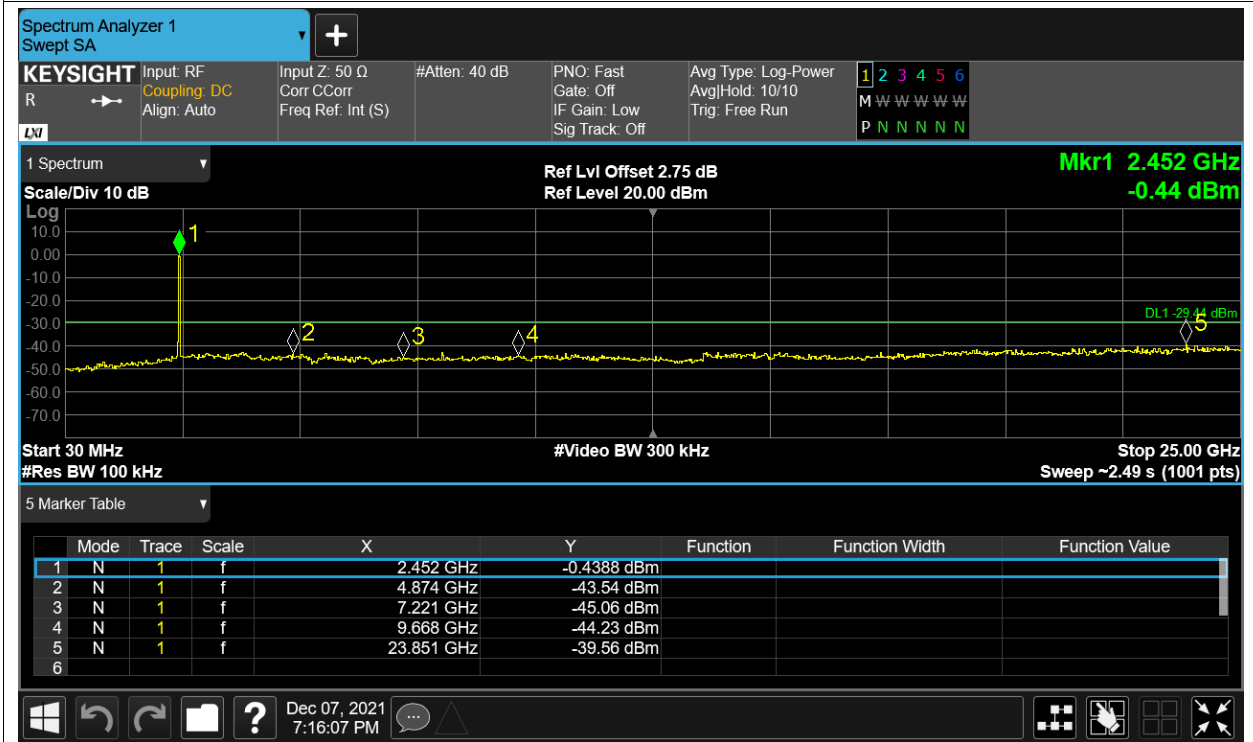 Spectrum Analyzer 1
Swept SA
+
KEYSIGHT Input: RF Input Z: 50 Ω #Atten: 40 dB PNO: Fast Avg Type: Log-Power 1 2 3 4 5 6
R Coupling: DC Corr CCorr Gate: Off Avg|Hold: 10/10 M W W W W W
Align: Auto Freq Ref: Int (S) IF Gain: Low Trig: Free Run
LXI Sig Track: Off P N N N N N
1 Spectrum Ref Lvl Offset 2.75 dB Mkr1 2.452 GHz
Scale/Div 10 dB Ref Level 20.00 dBm -0.44 dBm
Log
10.0 1
0.00
-10.0
-20.0
DL1 -29.44 dBm
-30.0 2 3 4 5
-40.0
-50.0
-60.0
-70.0
Start 30 MHz #Video BW 300 kHz Stop 25.00 GHz
#Res BW 100 kHz Sweep ~2.49 s (1001 pts)
5 Marker Table
Mode Trace Scale X Y Function Function Width Function Value
1 N 1 f 2.452 GHz -0.4388 dBm
2 N 1 f 4.874 GHz -43.54 dBm
3 N 1 f 7.221 GHz -45.06 dBm
4 N 1 f 9.668 GHz -44.23 dBm
5 N 1 f 23.851 GHz -39.56 dBm
6
? Dec 07, 2021
7:16:07 PM